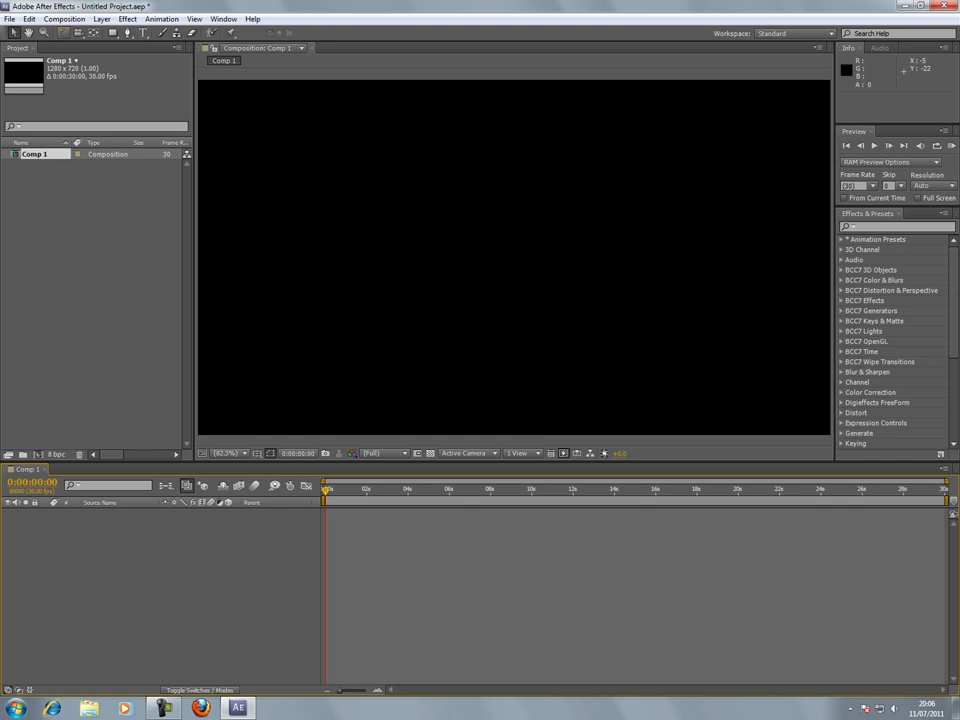 Adobe After Effects - Untitled Project.aep *
File Edit Composition Layer Effect Animation View Window Help
Workspace: Standard Search Help
Project
Composition: Comp 1
Info Audio
Comp 1
Comp 1
1280 x 720 (1.00)
Δ 0:00:30:00, 30.00 fps
R :
G :
B :
A : 0
X : -5
Y : -22
Preview
RAM Preview Options
Frame Rate Skip Resolution
(30) 0 Auto
From Current Time Full Screen
Name Type Size Frame R...
Comp 1 Composition 30
Effects & Presets
* Animation Presets
3D Channel
Audio
BCC7 3D Objects
BCC7 Color & Blurs
BCC7 Distortion & Perspective
BCC7 Effects
BCC7 Generators
BCC7 Keys & Matte
BCC7 Lights
BCC7 OpenGL
BCC7 Time
BCC7 Wipe Transitions
Blur & Sharpen
Channel
Color Correction
Digieffects FreeForm
Distort
Expression Controls
Generate
Keying
8 bpc
(82.3%) 0:00:00:00 (Full) Active Camera 1 View +0.0
Comp 1
0:00:00:00
00000 (30.00 fps)
02s 04s 06s 08s 10s 12s 14s 16s 18s 20s 22s 24s 26s 28s 30s
# Source Name Parent
Toggle Switches / Modes
Ae
20:06
11/07/2011